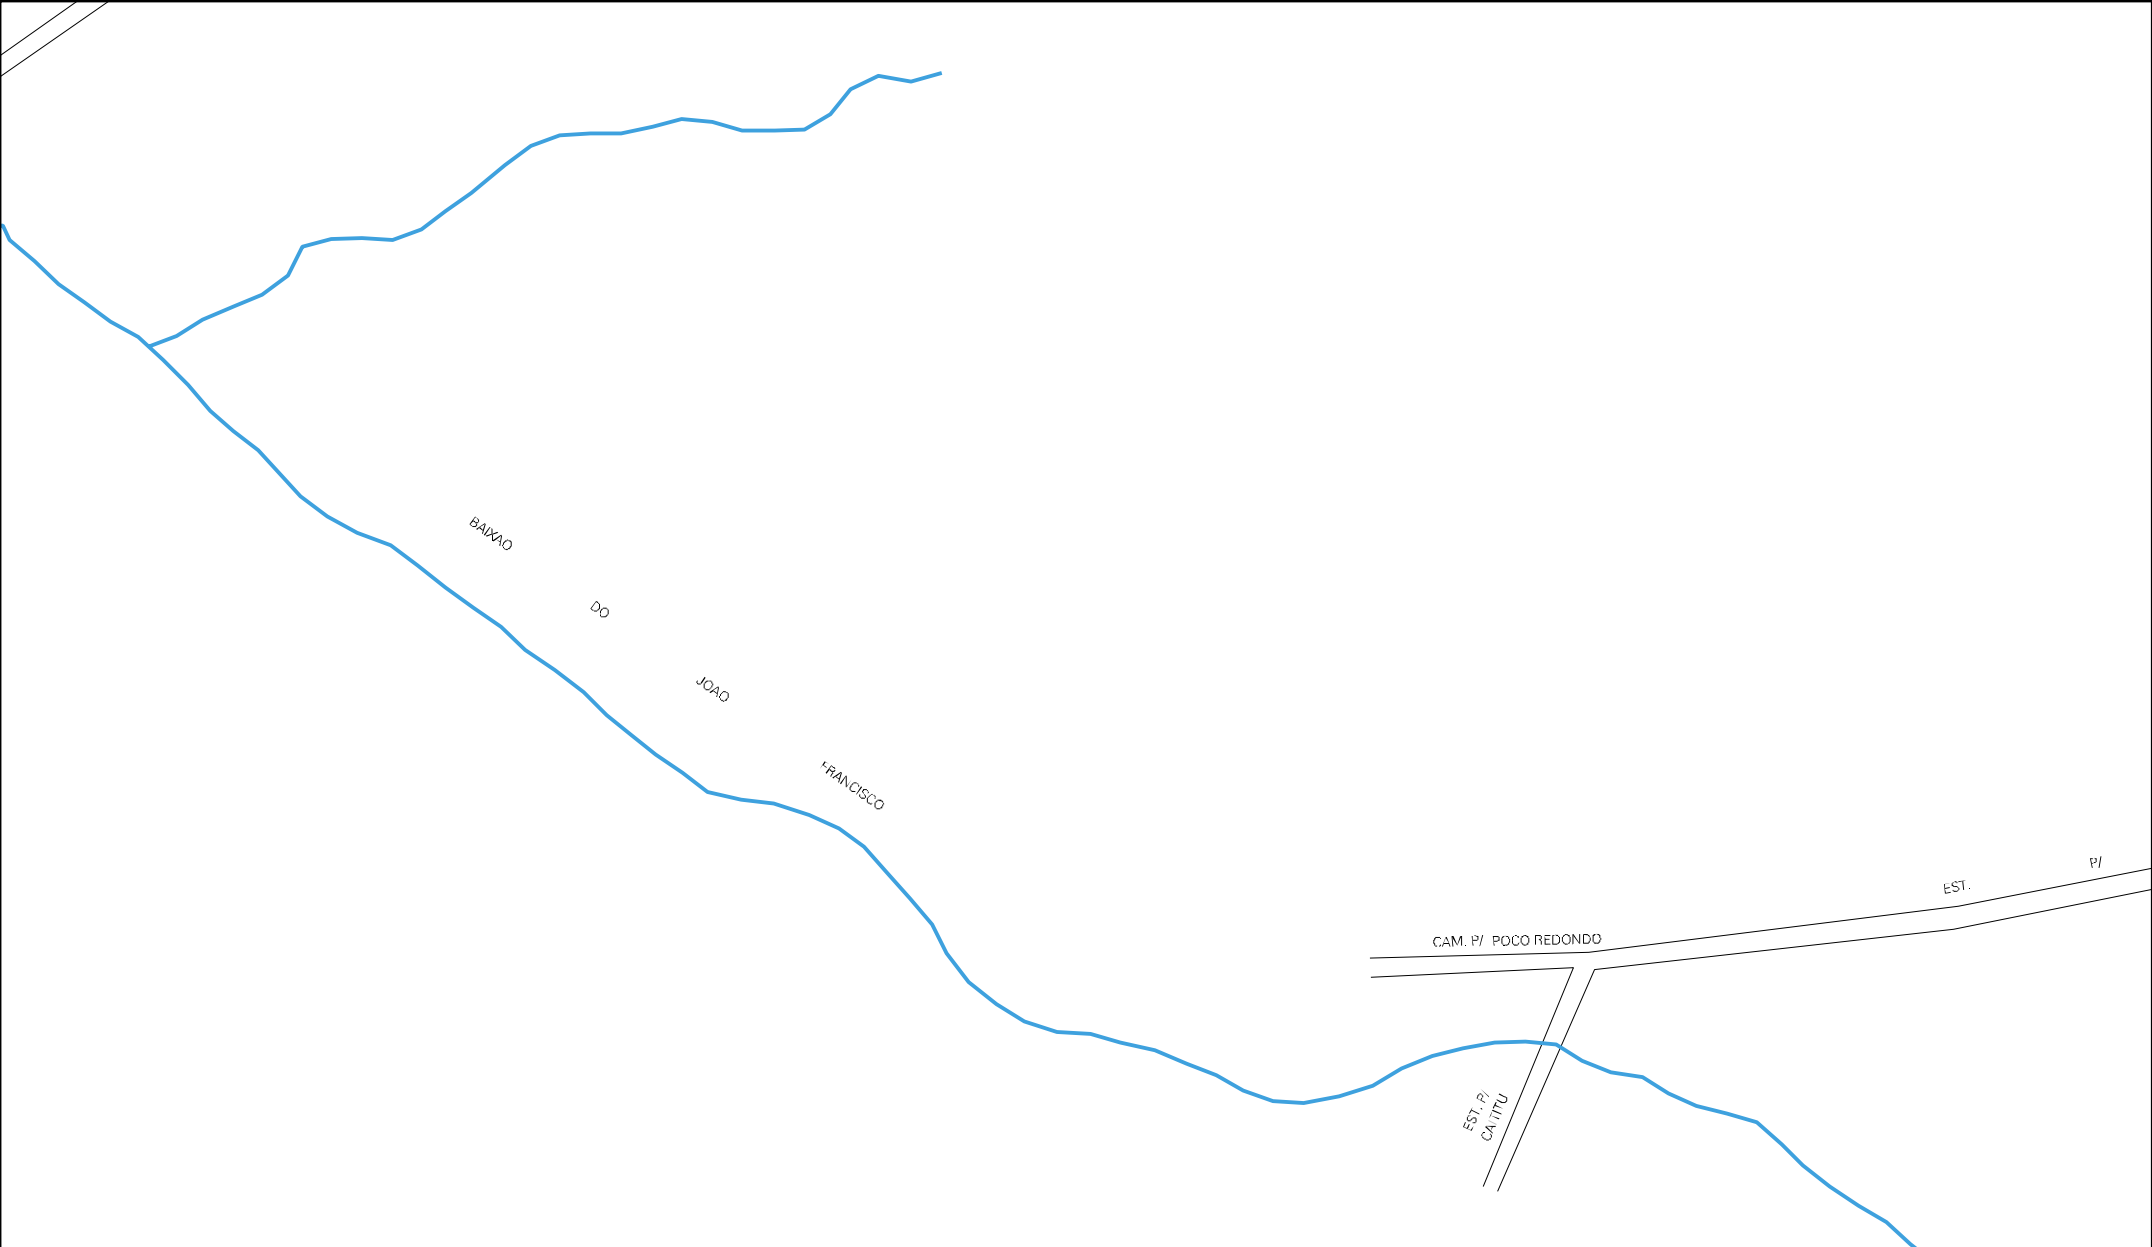 BAIXAO
DO
JOAO
FRANCISCO
P/
EST.
CAM. P/ POCO REDONDO
EST. P/
CAITITU